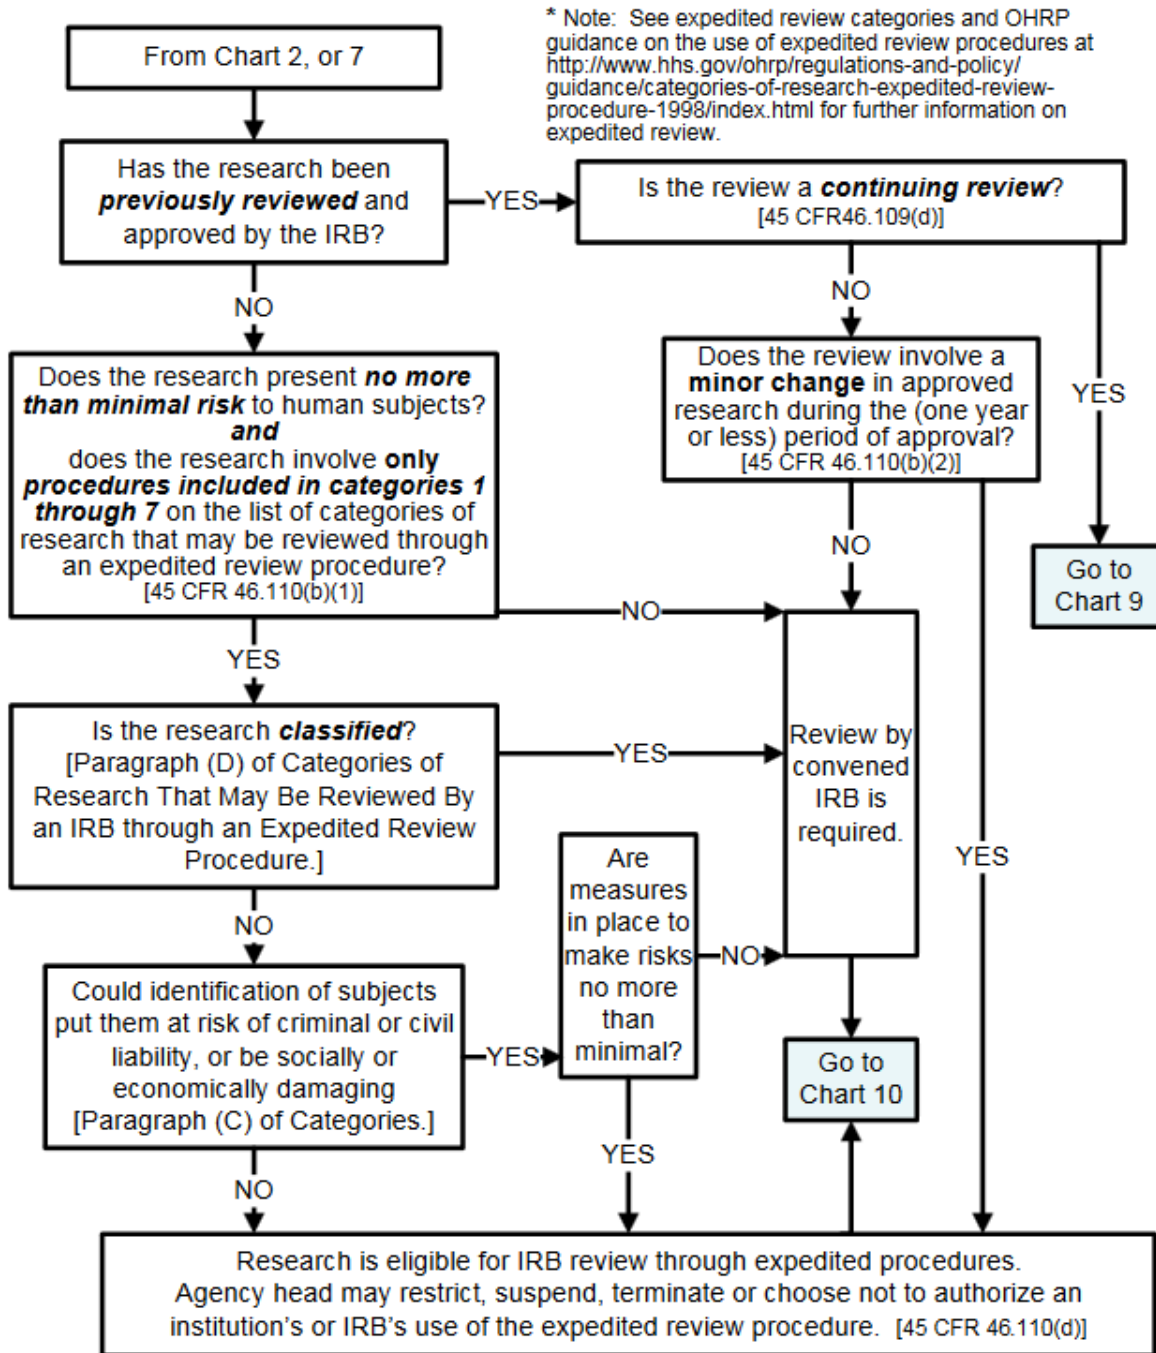 * Note: See expedited review categories and OHRP
guidance on the use of expedited review procedures at
http://www.hhs.gov/ohrp/regulations-and-policy/
guidance/categories-of-research-expedited-review-
procedure-1998/index.html for further information on
expedited review.
From Chart 2, or 7
Has the research been
previously reviewed and
approved by the IRB?
YES
Is the review a continuing review?
[45 CFR46.109(d)]
NO
NO
YES
Does the research present no more
than minimal risk to human subjects?
and
does the research involve only
procedures included in categories 1
through 7 on the list of categories of
research that may be reviewed through
an expedited review procedure?
[45 CFR 46.110(b)(1)]
Does the review involve a
minor change in approved
research during the (one year
or less) period of approval?
[45 CFR 46.110(b)(2)]
NO
Go to
Chart 9
NO
YES
YES
Is the research classified?
[Paragraph (D) of Categories of
Research That May Be Reviewed By
an IRB through an Expedited Review
Procedure.]
YES
Review by
convened
IRB is
required.
NO
Could identification of subjects
put them at risk of criminal or civil
liability, or be socially or
economically damaging
[Paragraph (C) of Categories.]
YES
Are
measures
in place to
make risks
no more
than
minimal?
NO
Go to
Chart 10
NO
YES
Research is eligible for IRB review through expedited procedures.
Agency head may restrict, suspend, terminate or choose not to authorize an
institution's or IRB's use of the expedited review procedure. [45 CFR 46.110(d)]